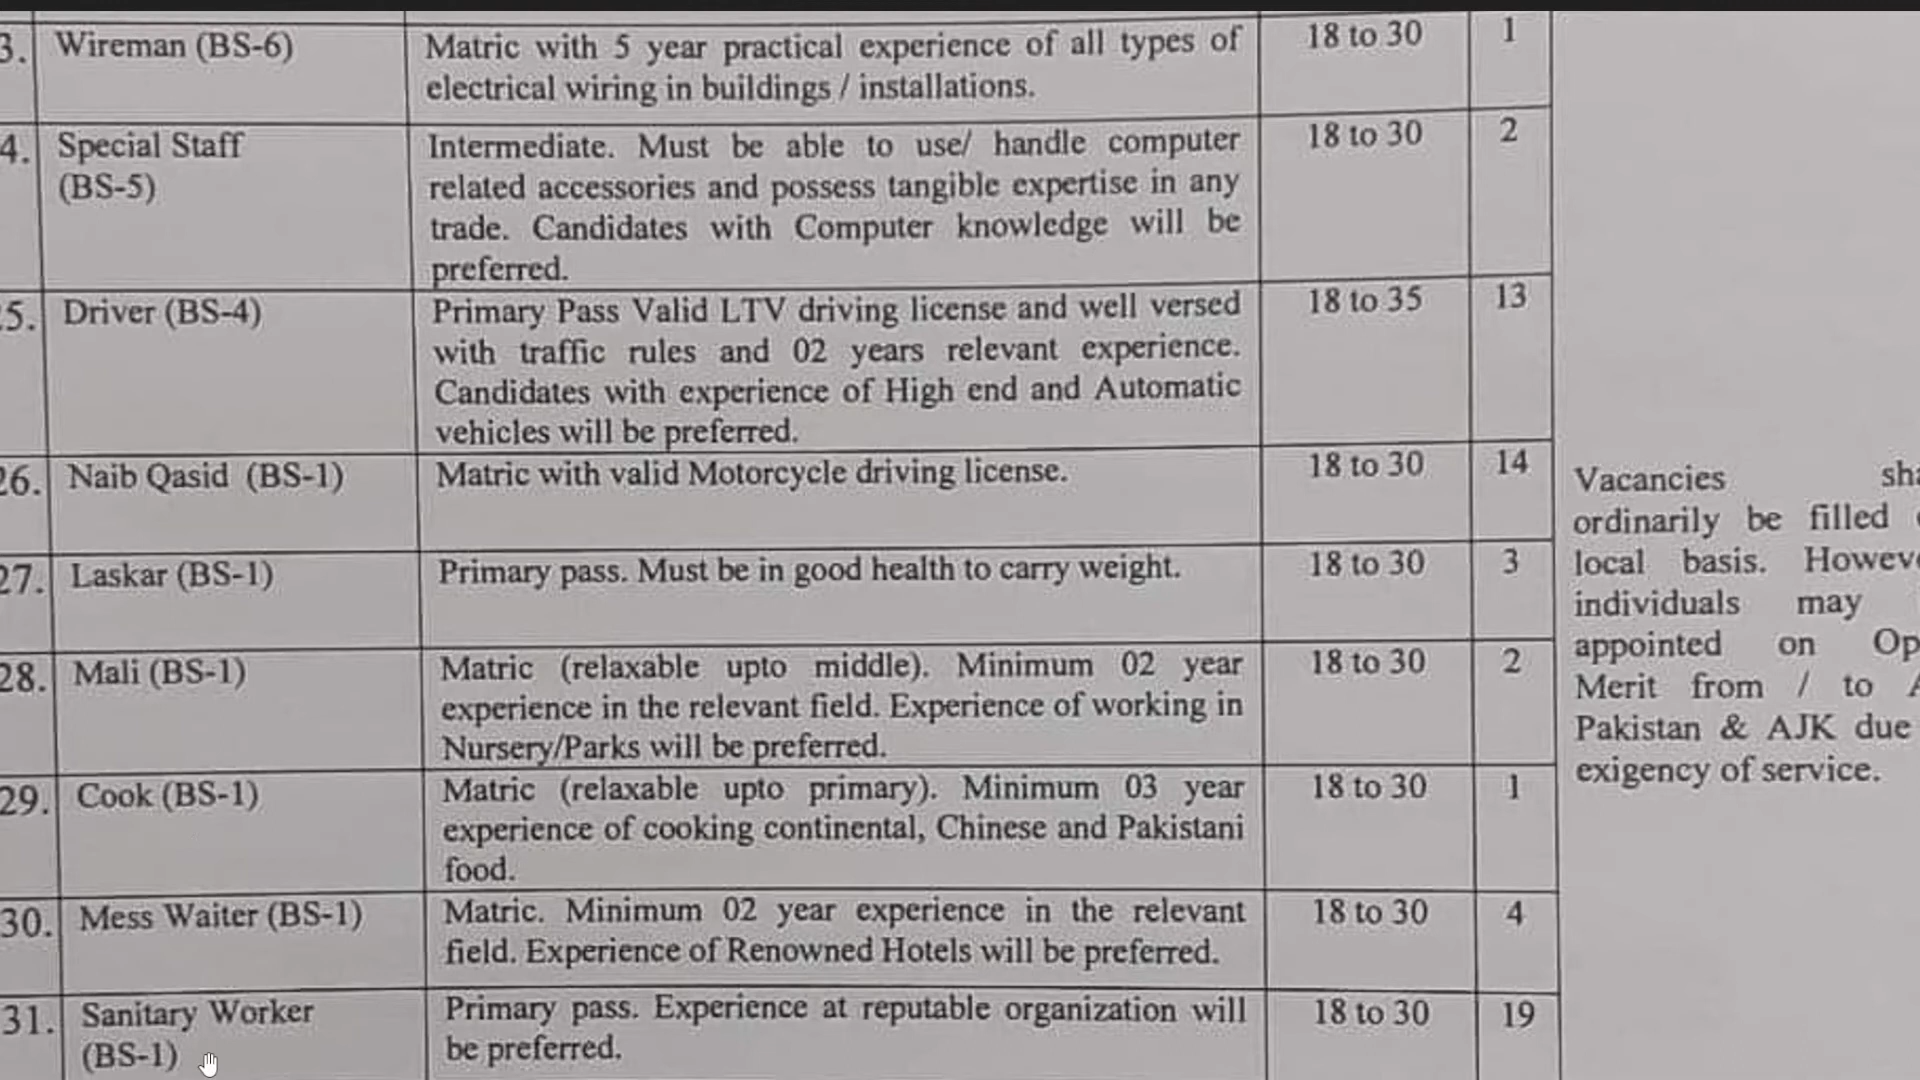 3. Wireman (BS-6) Matric with 5 year practical experience of all types of 18 to 30 1
electrical wiring in buildings / installations.
4. Special Staff Intermediate. Must be able to use/ handle computer 18 to 30 2
(BS-5) related accessories and possess tangible expertise in any
trade. Candidates with Computer knowledge will be
preferred.
5. Driver (BS-4) Primary Pass Valid LTV driving license and well versed 18 to 35 13
with traffic rules and 02 years relevant experience.
Candidates with experience of High end and Automatic
vehicles will be preferred.
26. Naib Qasid (BS-1) Matric with valid Motorcycle driving license. 18 to 30 14
27. Laskar (BS-1) Primary pass. Must be in good health to carry weight. 18 to 30 3
28. Mali (BS-1) Matric (relaxable upto middle). Minimum 02 year 18 to 30 2
experience in the relevant field. Experience of working in
Nursery/Parks will be preferred.
29. Cook (BS-1) Matric (relaxable upto primary). Minimum 03 year 18 to 30 1
experience of cooking continental, Chinese and Pakistani
food.
30. Mess Waiter (BS-1) Matric. Minimum 02 year experience in the relevant 18 to 30 4
field. Experience of Renowned Hotels will be preferred.
31. Sanitary Worker Primary pass. Experience at reputable organization will 18 to 30 19
(BS-1) be preferred.
Vacancies sha
ordinarily be filled
local basis. Howeve
individuals may
appointed on Op
Merit from / to A
Pakistan & AJK due
exigency of service.